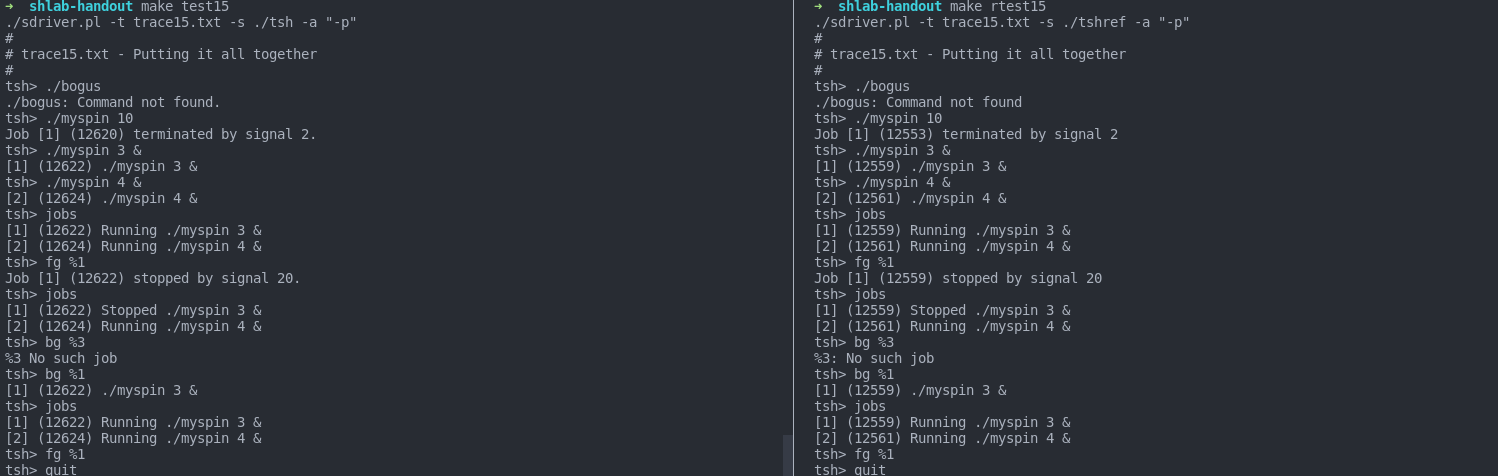 ➜  shlab-handout make test15
./sdriver.pl -t trace15.txt -s ./tsh -a "-p"
#
# trace15.txt - Putting it all together
#
tsh> ./bogus
./bogus: Command not found.
tsh> ./myspin 10
Job [1] (12620) terminated by signal 2.
tsh> ./myspin 3 &
[1] (12622) ./myspin 3 &
tsh> ./myspin 4 &
[2] (12624) ./myspin 4 &
tsh> jobs
[1] (12622) Running ./myspin 3 &
[2] (12624) Running ./myspin 4 &
tsh> fg %1
Job [1] (12622) stopped by signal 20.
tsh> jobs
[1] (12622) Stopped ./myspin 3 &
[2] (12624) Running ./myspin 4 &
tsh> bg %3
%3 No such job
tsh> bg %1
[1] (12622) ./myspin 3 &
tsh> jobs
[1] (12622) Running ./myspin 3 &
[2] (12624) Running ./myspin 4 &
tsh> fg %1
tsh> quit
➜  shlab-handout make rtest15
./sdriver.pl -t trace15.txt -s ./tshref -a "-p"
#
# trace15.txt - Putting it all together
#
tsh> ./bogus
./bogus: Command not found
tsh> ./myspin 10
Job [1] (12553) terminated by signal 2
tsh> ./myspin 3 &
[1] (12559) ./myspin 3 &
tsh> ./myspin 4 &
[2] (12561) ./myspin 4 &
tsh> jobs
[1] (12559) Running ./myspin 3 &
[2] (12561) Running ./myspin 4 &
tsh> fg %1
Job [1] (12559) stopped by signal 20
tsh> jobs
[1] (12559) Stopped ./myspin 3 &
[2] (12561) Running ./myspin 4 &
tsh> bg %3
%3: No such job
tsh> bg %1
[1] (12559) ./myspin 3 &
tsh> jobs
[1] (12559) Running ./myspin 3 &
[2] (12561) Running ./myspin 4 &
tsh> fg %1
tsh> quit